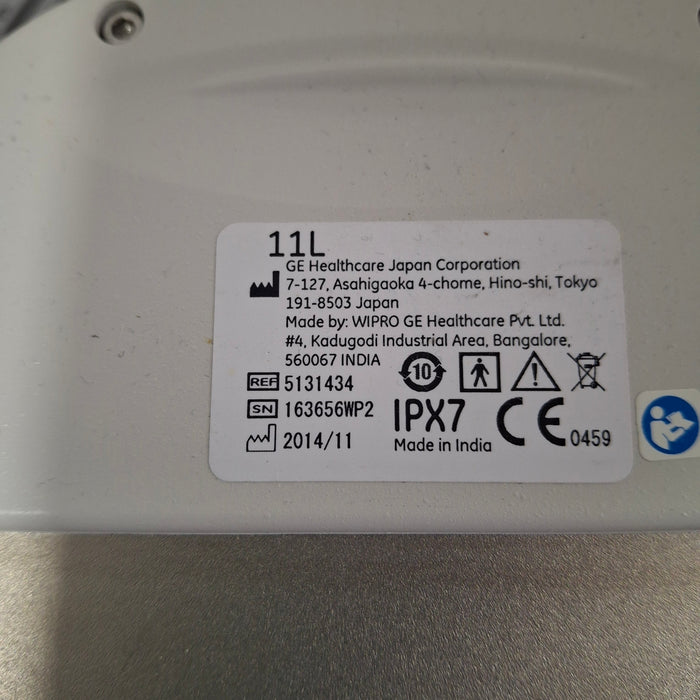 11L
GE Healthcare Japan Corporation
7-127, Asahigaoka 4-chome, Hino-shi, Tokyo
191-8503 Japan
Made by: WIPRO GE Healthcare Pvt. Ltd.
#4, Kadugodi Industrial Area, Bangalore,
560067 INDIA
10
REF 5131434
SN 163656WP2
IPX7
CE 0459
2014/11
Made in India